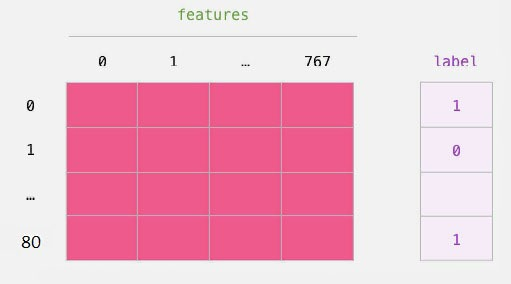 features
0 1 … 767 label
0 1
1 0
…
80 1